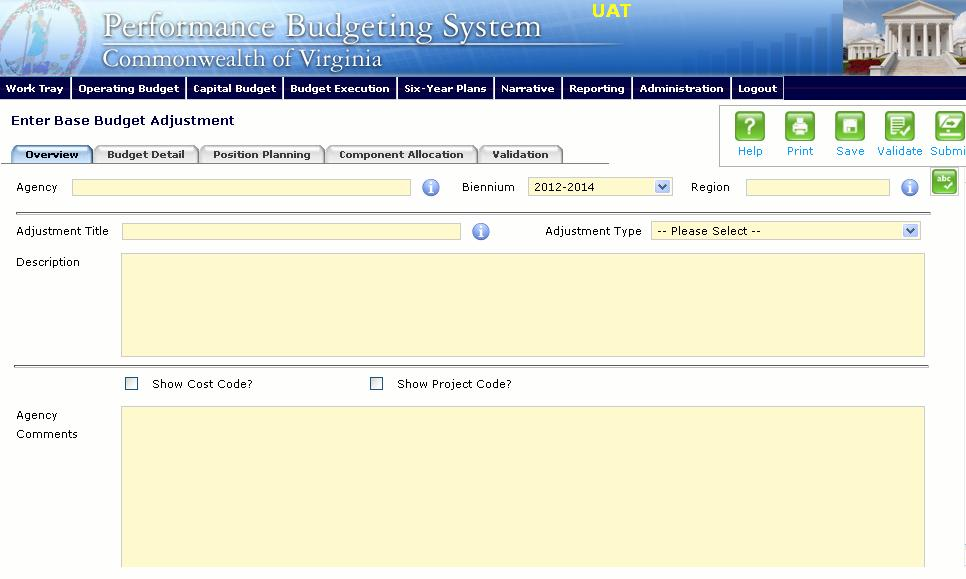 UAT
Performance Budgeting System
Commonwealth of Virginia
Work Tray Operating Budget Capital Budget Budget Execution Six-Year Plans Narrative Reporting Administration Logout
Enter Base Budget Adjustment
? Help Print Save Validate Submi
Overview Budget Detail Position Planning Component Allocation Validation
Agency i Biennium 2012-2014 Region i abc
Adjustment Title i Adjustment Type -- Please Select --
Description
Show Cost Code? Show Project Code?
Agency
Comments